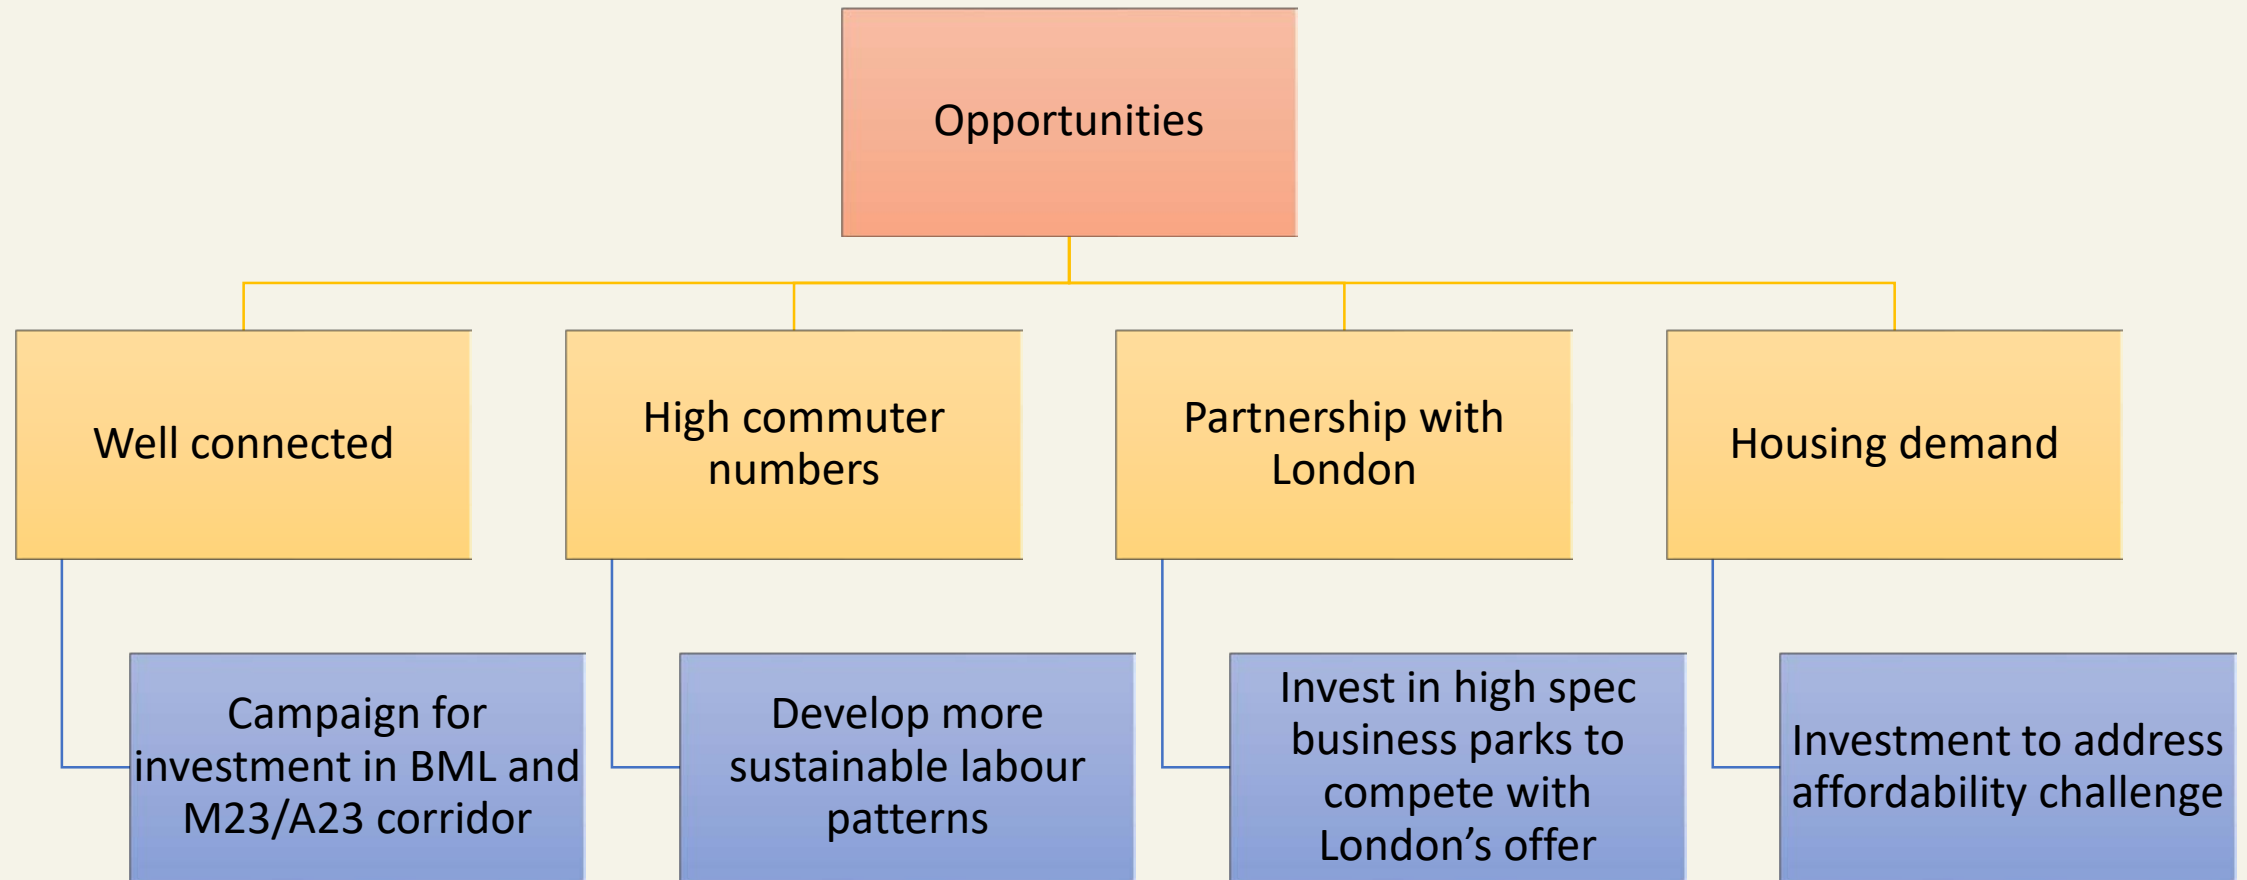 Opportunities
Well connected
High commuter
numbers
Partnership with
London
Housing demand
Campaign for
investment in BML and
M23/A23 corridor
Develop more
sustainable labour
patterns
Invest in high spec
business parks to
compete with
London’s offer
Investment to address
affordability challenge